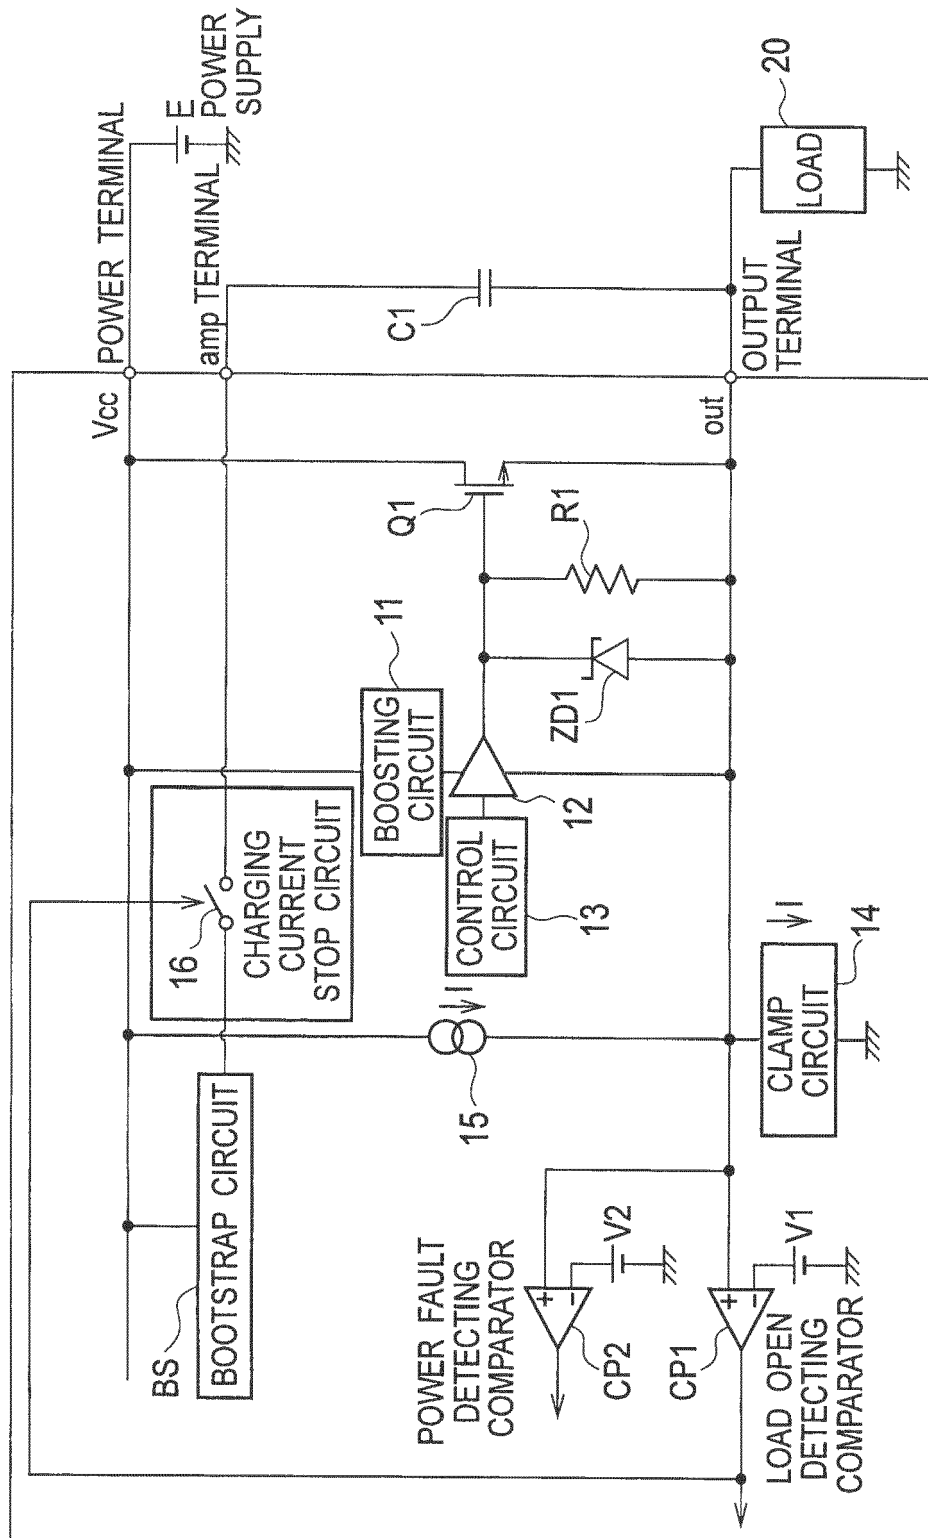 POWER TERMINAL
Vcc
E
POWER
SUPPLY
amp TERMINAL
BS
BOOTSTRAP CIRCUIT
16
CHARGING
CURRENT
STOP CIRCUIT
BOOSTING
CIRCUIT
11
CONTROL
CIRCUIT
13
12
Q1
C1
I
15
ZD1
R1
POWER FAULT
DETECTING
COMPARATOR
CP2
+
−
V2
out
OUTPUT
TERMINAL
LOAD
20
CLAMP
CIRCUIT
14
I
CP1
+
−
V1
LOAD OPEN
DETECTING
COMPARATOR